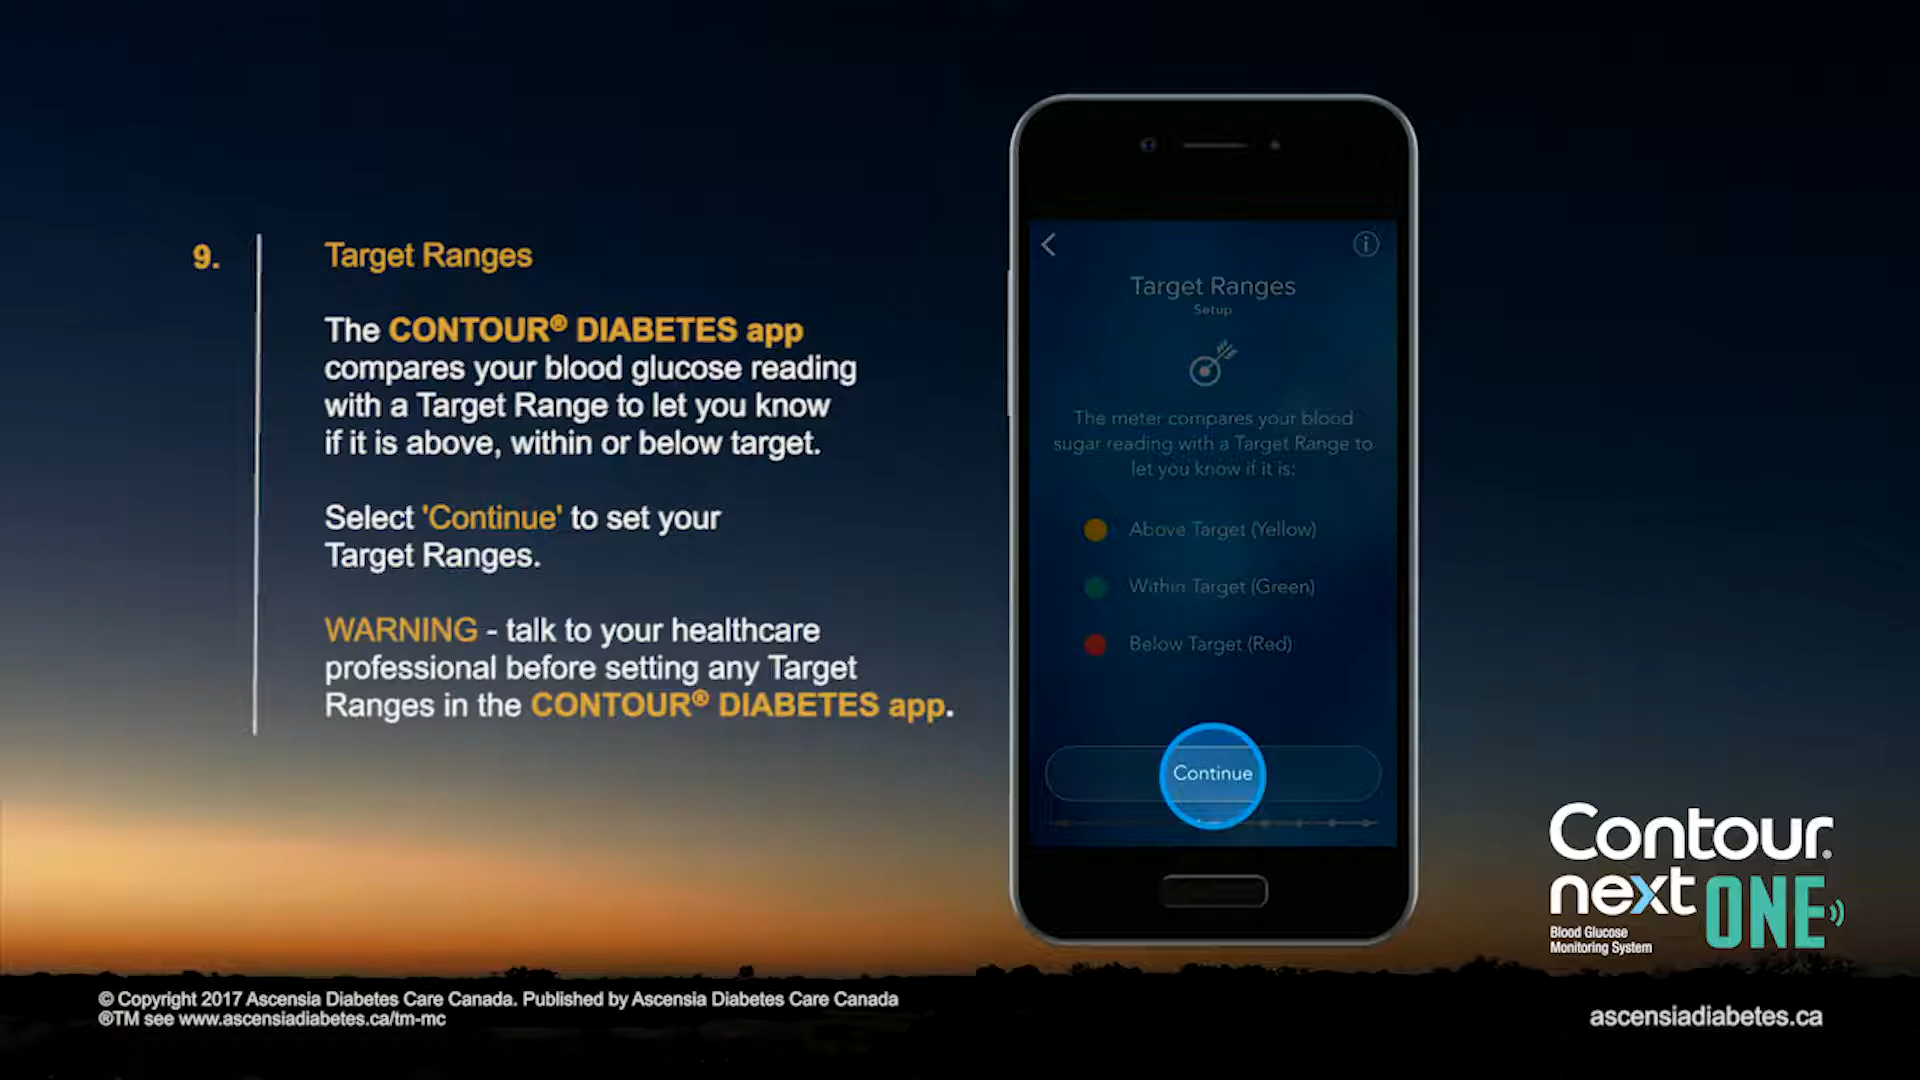 9.
Target Ranges
The CONTOUR® DIABETES app
compares your blood glucose reading
with a Target Range to let you know
if it is above, within or below target.
Select 'Continue' to set your
Target Ranges.
WARNING - talk to your healthcare
professional before setting any Target
Ranges in the CONTOUR® DIABETES app.
Target Ranges
Setup
The meter compares your blood
sugar reading with a Target Range to
let you know if it is:
Above Target (Yellow)
Within Target (Green)
Below Target (Red)
Continue
Contour®
next ONE
Blood Glucose
Monitoring System
© Copyright 2017 Ascensia Diabetes Care Canada. Published by Ascensia Diabetes Care Canada
®TM see www.ascensiadiabetes.ca/tm-mc
ascensiadiabetes.ca